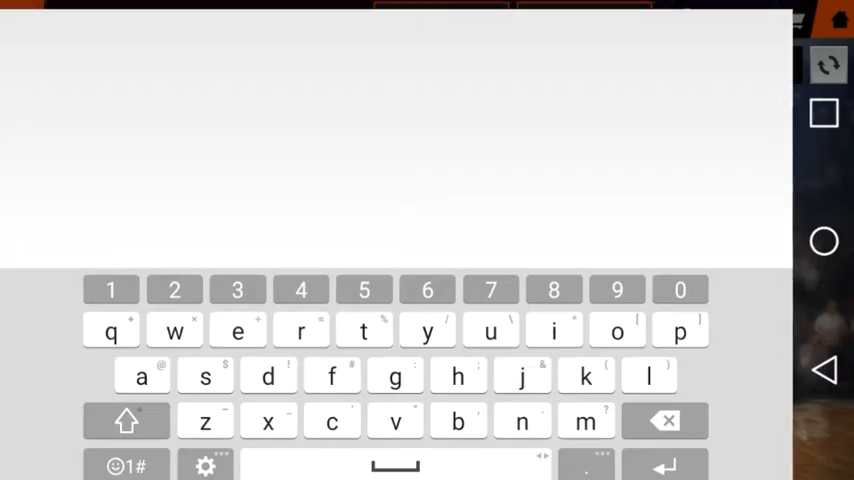 1 2 3 4 5 6 7 8 9 0
q w e r t y u i o p
a s d f g h j k l
z x c v b n m
1# .